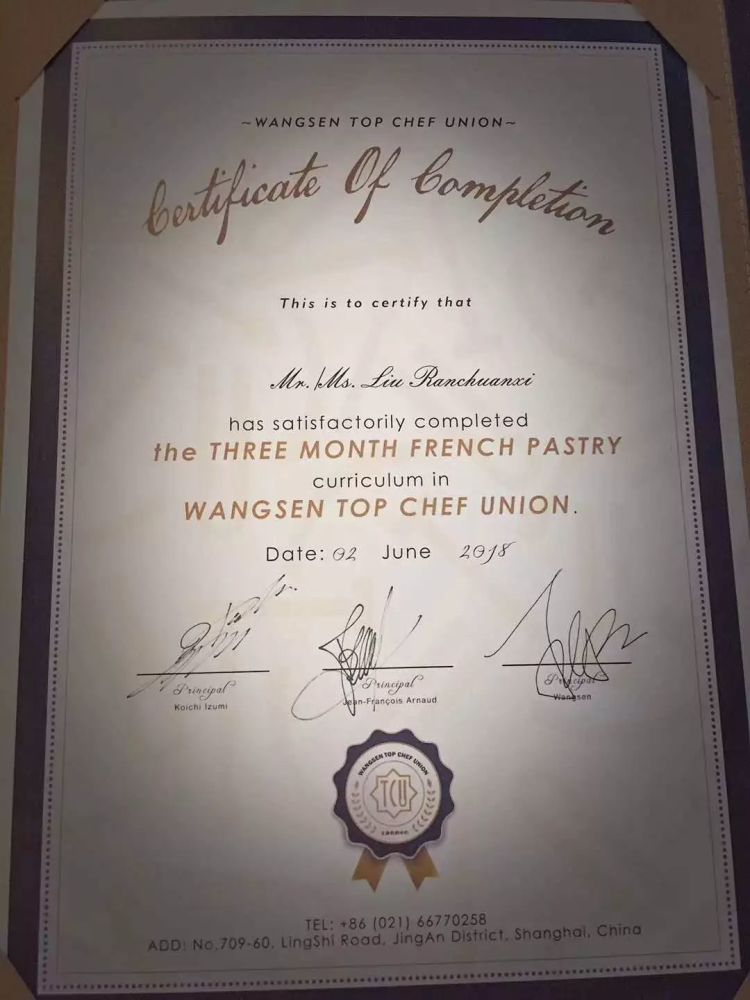 ~WANGSEN TOP CHEF UNION~
Certificate Of Completion
This is to certify that
Mr. /Ms. Liu Ranchuanxi
has satisfactorily completed
the THREE MONTH FRENCH PASTRY
curriculum in
WANGSEN TOP CHEF UNION.
Date: 02 June 2018
Principal Principal Principal
Koichi Izumi Jean-François Arnaud Wangsen
WANGSEN TOP CHEF UNION
TCU
TEL: +86 (021) 66770258
ADD: No.709-60, LingShi Road, JingAn District, Shanghai, China